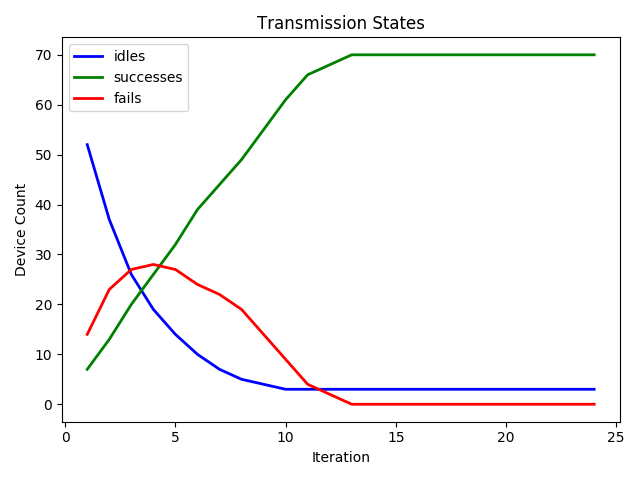 Transmission States
idles
successes
fails
Device Count
70
60
50
40
30
20
10
0
0 5 10 15 20 25
Iteration